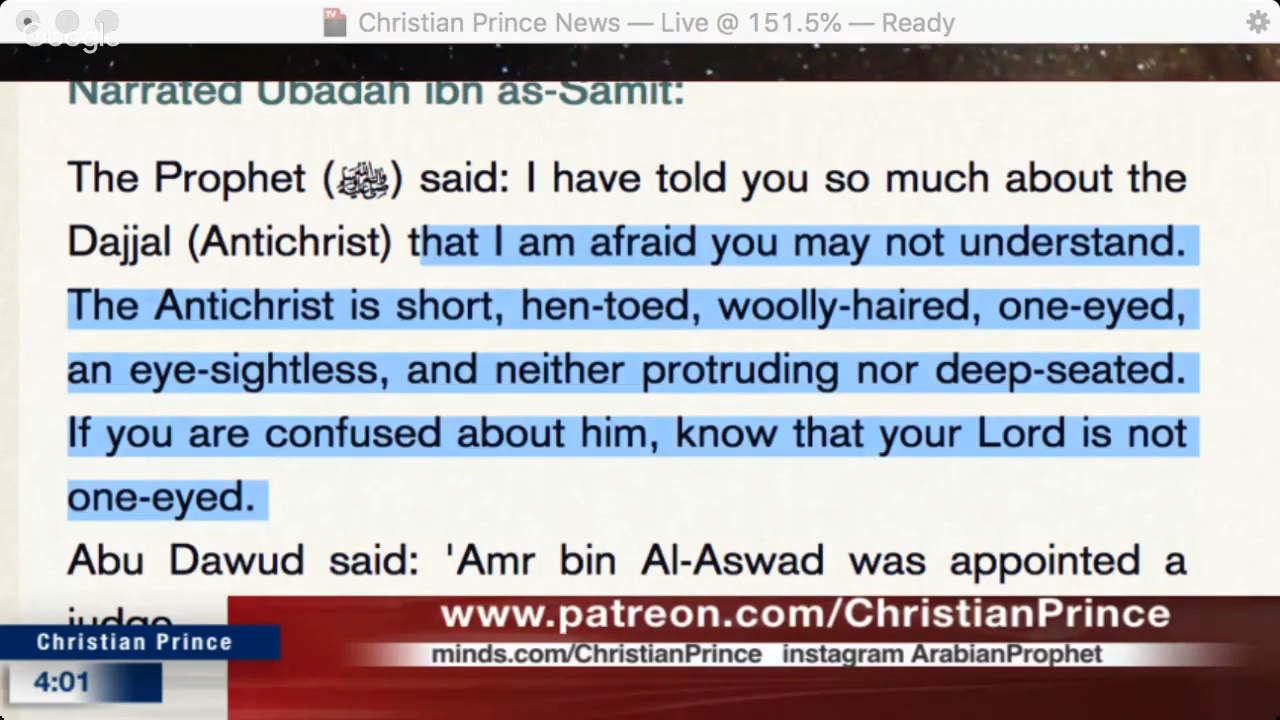 Christian Prince News — Live @ 151.5% — Ready
Google
Narrated Ubadah ibn as-Samit:
The Prophet (ﷺ) said: I have told you so much about the
Dajjal (Antichrist) that I am afraid you may not understand.
The Antichrist is short, hen-toed, woolly-haired, one-eyed,
an eye-sightless, and neither protruding nor deep-seated.
If you are confused about him, know that your Lord is not
one-eyed.
Abu Dawud said: 'Amr bin Al-Aswad was appointed a
judge.
www.patreon.com/ChristianPrince
Christian Prince
minds.com/ChristianPrince instagram ArabianProphet
4:01